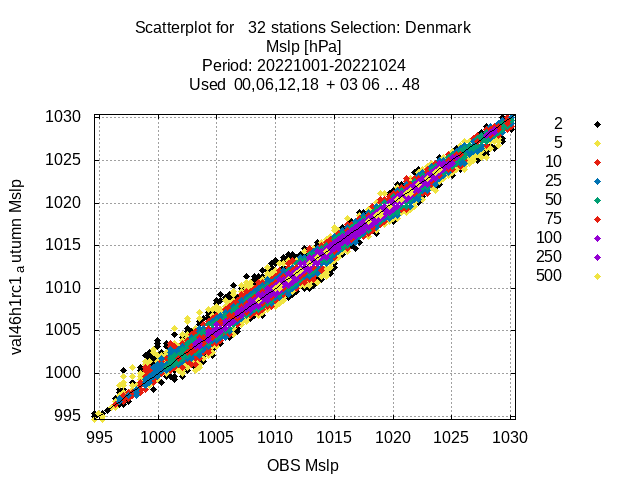 Scatterplot for 32 stations Selection: Denmark
Mslp [hPa]
Period: 20221001-20221024
Used 00,06,12,18 + 03 06 ... 48
1030
1025
1020
1015
1010
1005
1000
995
val46h1rc1 a utumn Mslp
995 1000 1005 1010 1015 1020 1025 1030
OBS Mslp
2
5
10
25
50
75
100
250
500